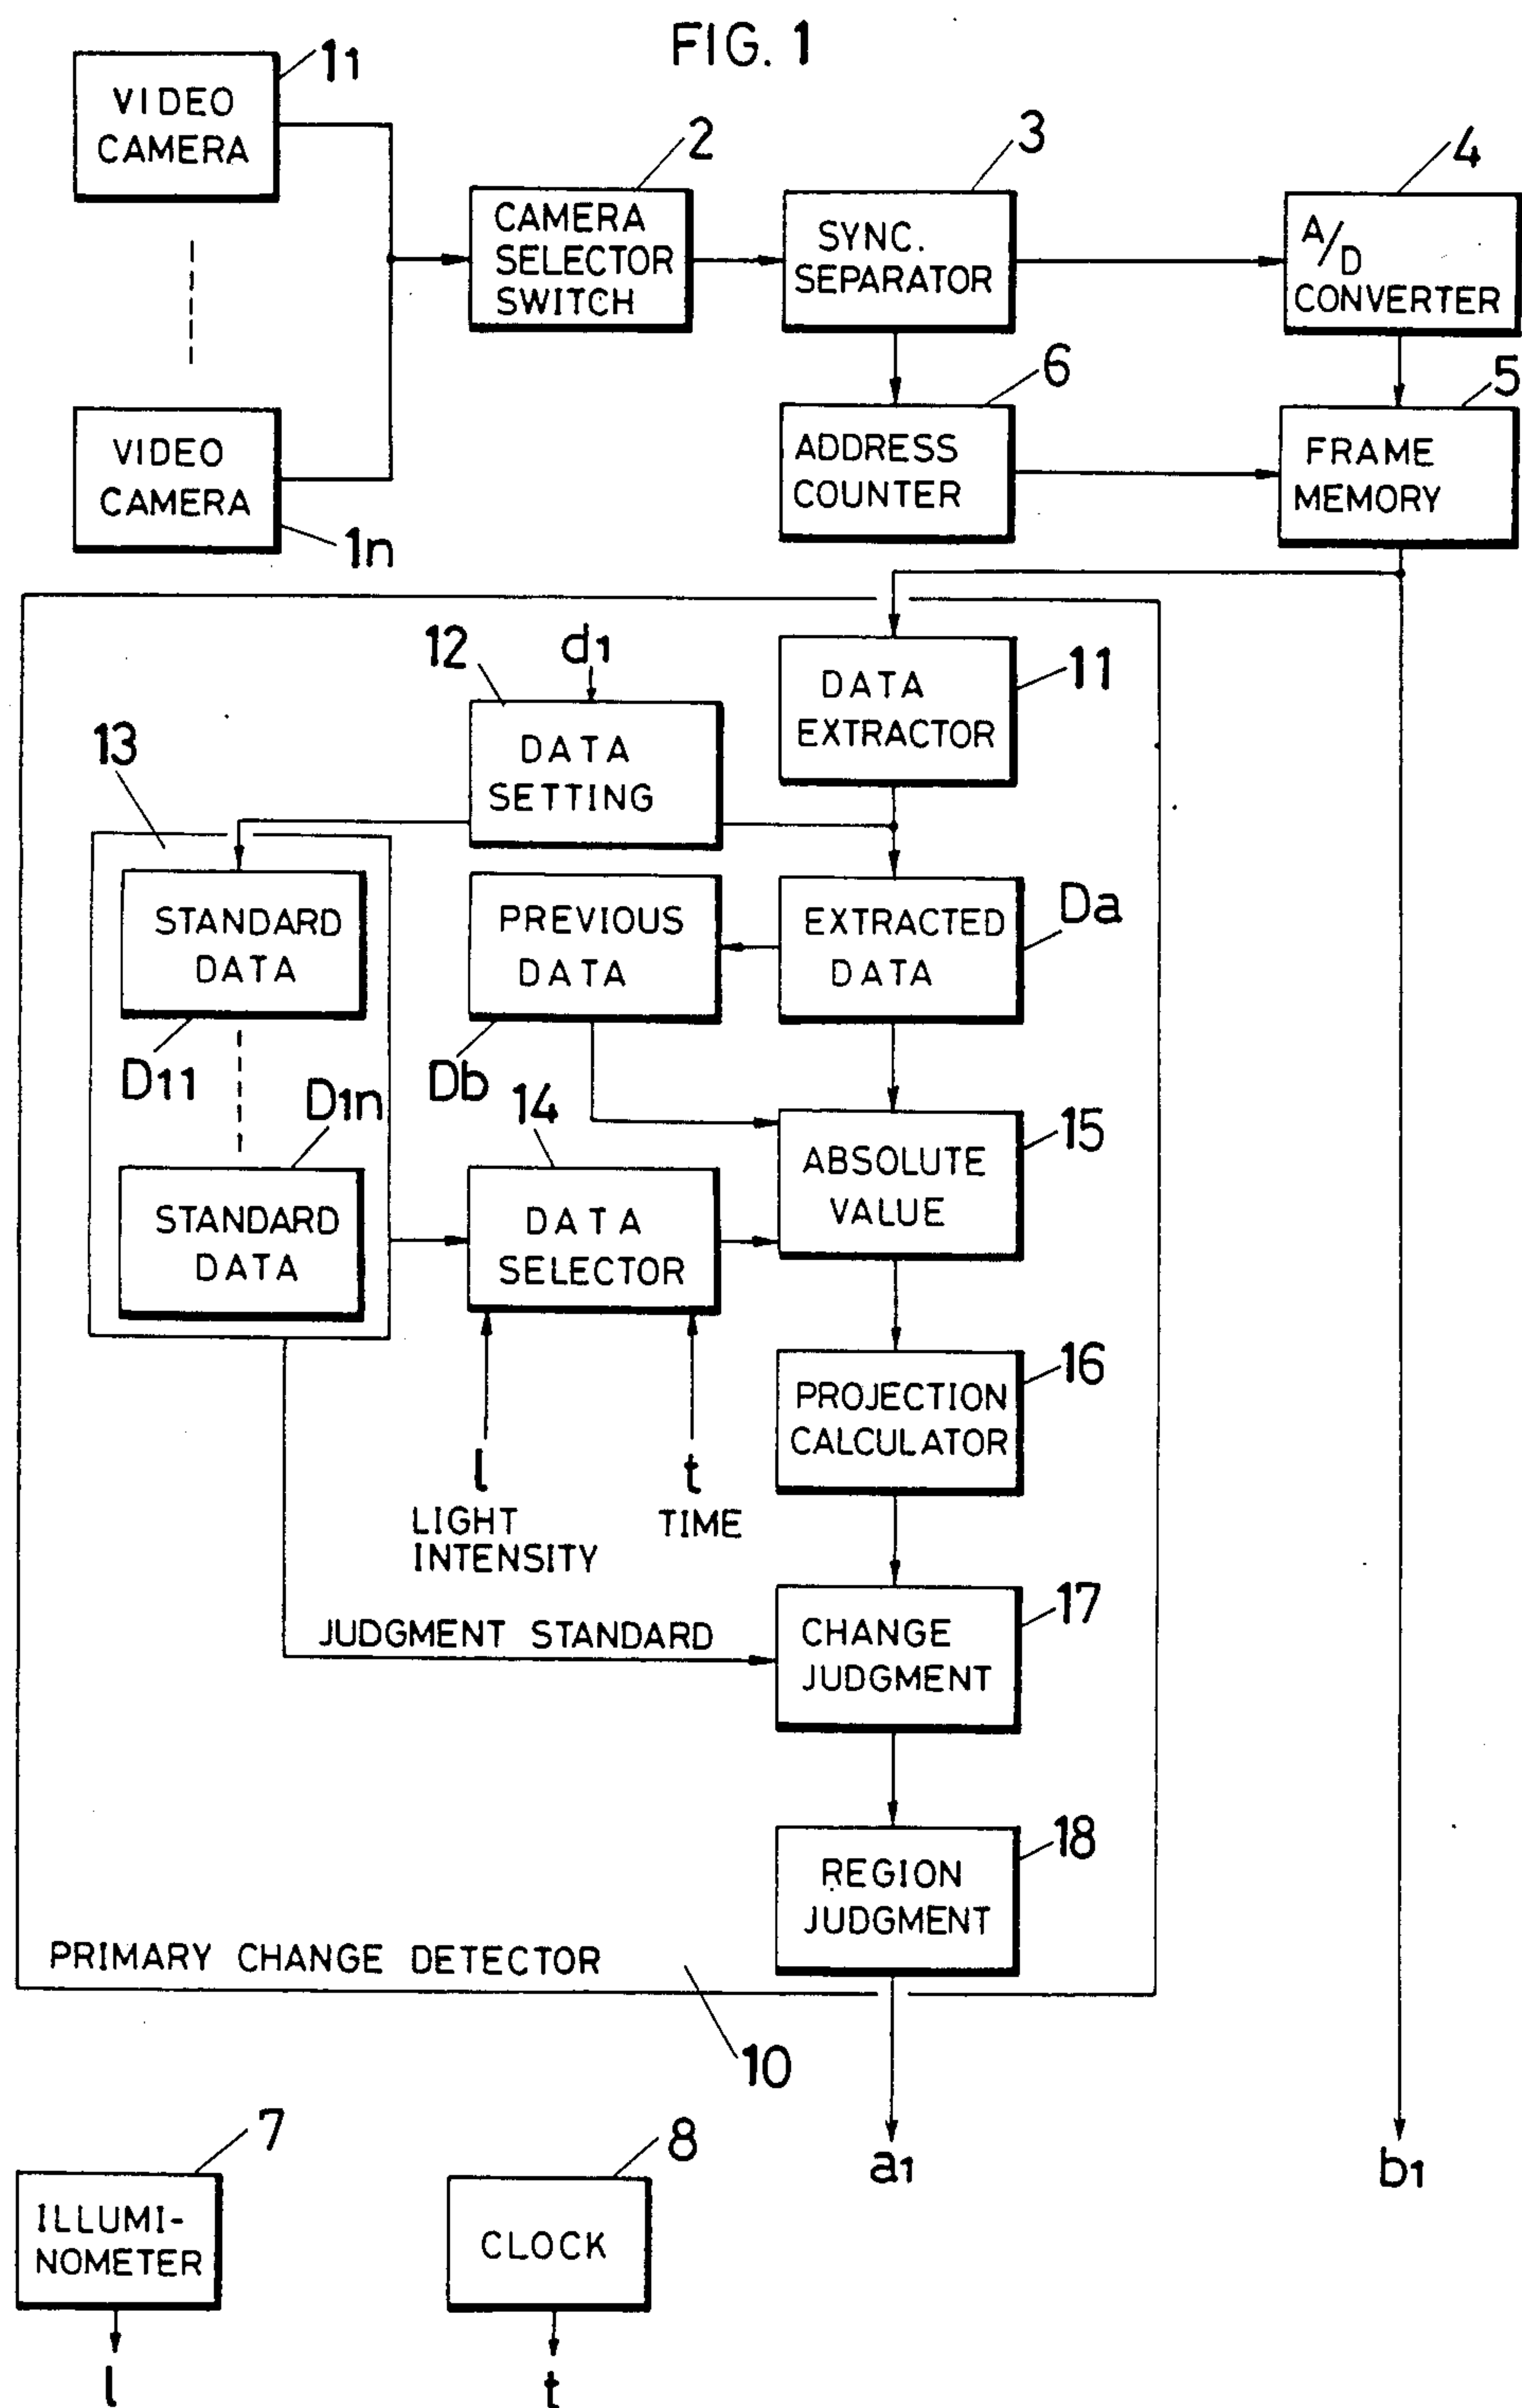 FIG. 1
VIDEO
CAMERA
11
VIDEO
CAMERA
1n
CAMERA
SELECTOR
SWITCH
2
SYNC.
SEPARATOR
3
A/D
CONVERTER
4
ADDRESS
COUNTER
6
FRAME
MEMORY
5
12
d1
DATA
SETTING
DATA
EXTRACTOR
11
13
STANDARD
DATA
D11
PREVIOUS
DATA
Db
EXTRACTED
DATA
Da
D1n
STANDARD
DATA
14
DATA
SELECTOR
ABSOLUTE
VALUE
15
l
LIGHT
INTENSITY
t
TIME
PROJECTION
CALCULATOR
16
JUDGMENT STANDARD
CHANGE
JUDGMENT
17
REGION
JUDGMENT
18
PRIMARY CHANGE DETECTOR
10
a1
b1
7
ILLUMI-
NOMETER
l
8
CLOCK
t